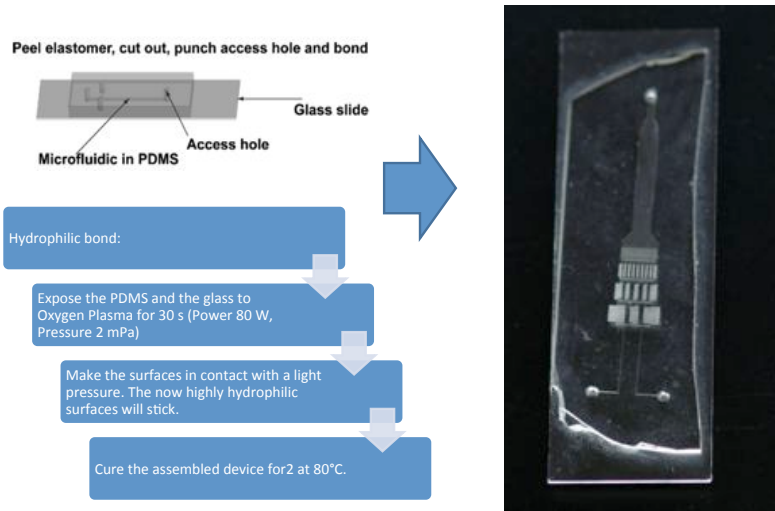 Peel elastomer, cut out, punch access hole and bond
Glass slide
Access hole
Microfluidic in PDMS
Hydrophilic bond:
Expose the PDMS and the glass to
Oxygen Plasma for 30 s (Power 80 W,
Pressure 2 mPa)
Make the surfaces in contact with a light
pressure. The now highly hydrophilic
surfaces will stick.
Cure the assembled device for2 at 80°C.